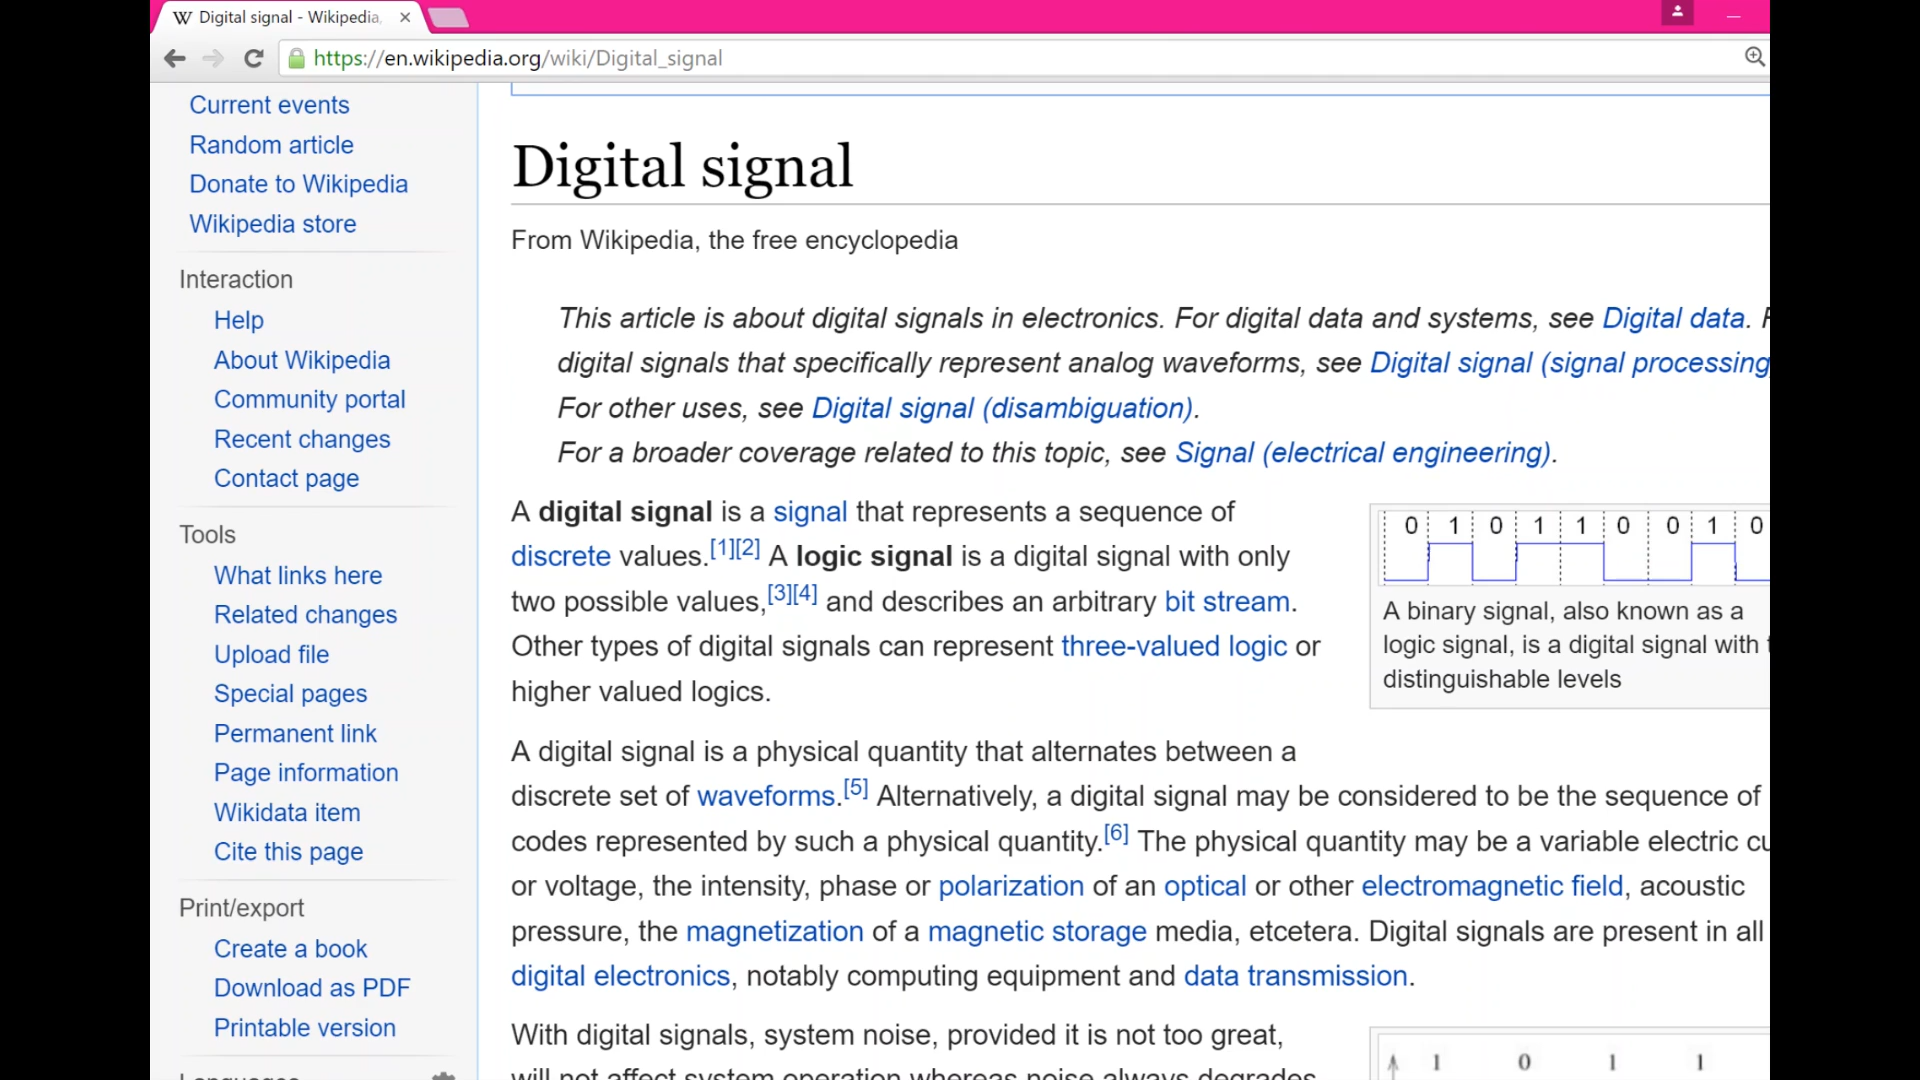 Digital signal - Wikipedia,
https://en.wikipedia.org/wiki/Digital_signal
Current events
Random article
Donate to Wikipedia
Wikipedia store
Interaction
Help
About Wikipedia
Community portal
Recent changes
Contact page
Tools
What links here
Related changes
Upload file
Special pages
Permanent link
Page information
Wikidata item
Cite this page
Print/export
Create a book
Download as PDF
Printable version
Languages
Digital signal
From Wikipedia, the free encyclopedia
This article is about digital signals in electronics. For digital data and systems, see Digital data.
digital signals that specifically represent analog waveforms, see Digital signal (signal processing
For other uses, see Digital signal (disambiguation).
For a broader coverage related to this topic, see Signal (electrical engineering).
A digital signal is a signal that represents a sequence of
discrete values.[1][2] A logic signal is a digital signal with only
two possible values,[3][4] and describes an arbitrary bit stream.
Other types of digital signals can represent three-valued logic or
higher valued logics.
0 1 0 1 1 0 0 1 0
A binary signal, also known as a
logic signal, is a digital signal with
distinguishable levels
A digital signal is a physical quantity that alternates between a
discrete set of waveforms.[5] Alternatively, a digital signal may be considered to be the sequence of
codes represented by such a physical quantity.[6] The physical quantity may be a variable electric cu
or voltage, the intensity, phase or polarization of an optical or other electromagnetic field, acoustic
pressure, the magnetization of a magnetic storage media, etcetera. Digital signals are present in all
digital electronics, notably computing equipment and data transmission.
With digital signals, system noise, provided it is not too great,
will not affect system operation whereas noise always degrades
1 0 1 1